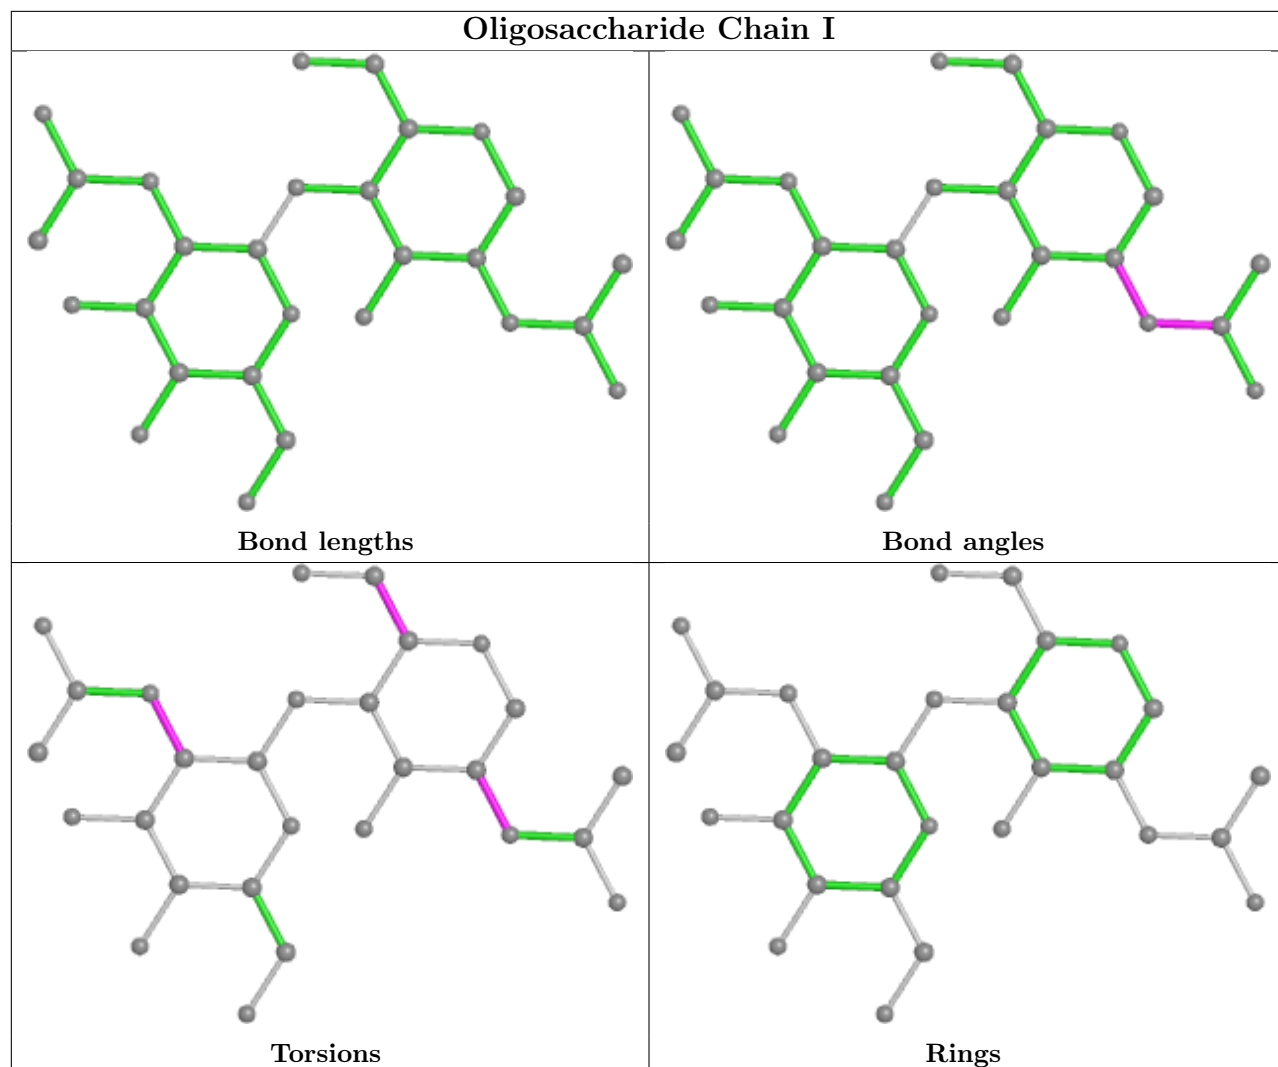 Oligosaccharide Chain I
Bond lengths
Bond angles
Torsions
Rings